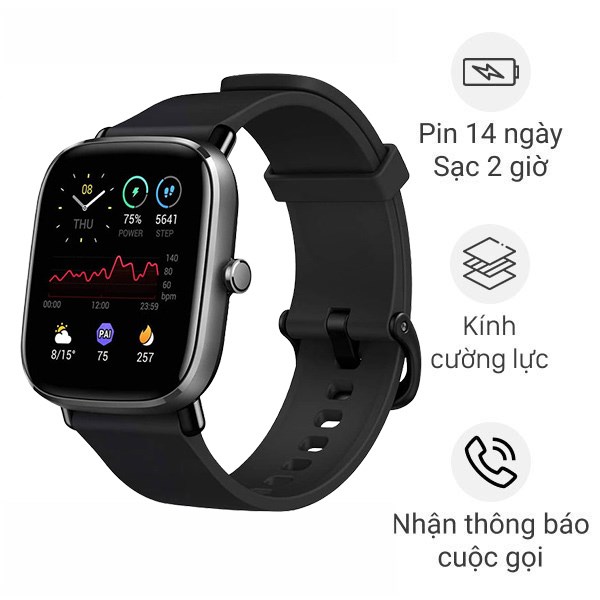 08
THU
75%
POWER
5641
STEP
140
80
60
bpm
00:00 12:00 23:59
8/15°
PAI
75
257
Pin 14 ngày
Sạc 2 giờ
Kính
cường lực
Nhận thông báo
cuộc gọi